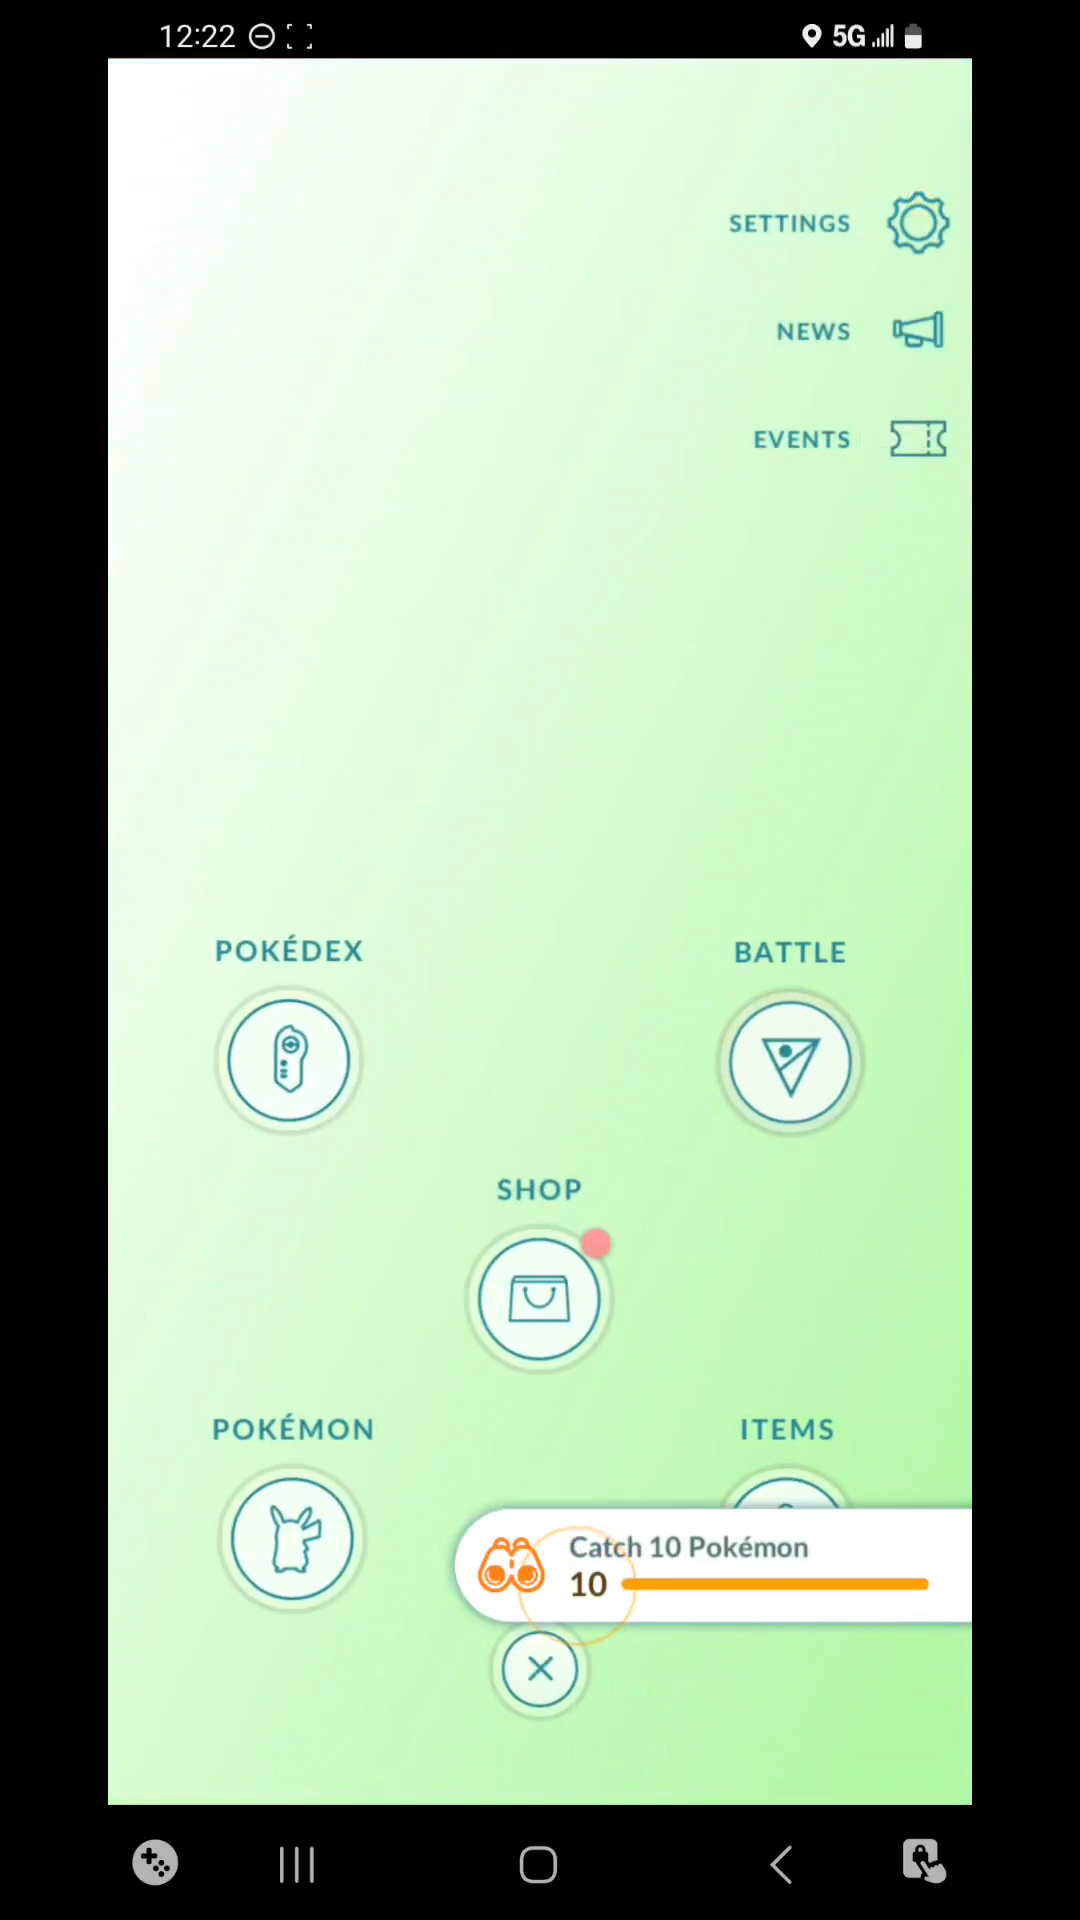 12:22
5G
SETTINGS
NEWS
EVENTS
POKÉDEX
BATTLE
SHOP
POKÉMON
ITEMS
Catch 10 Pokémon
10